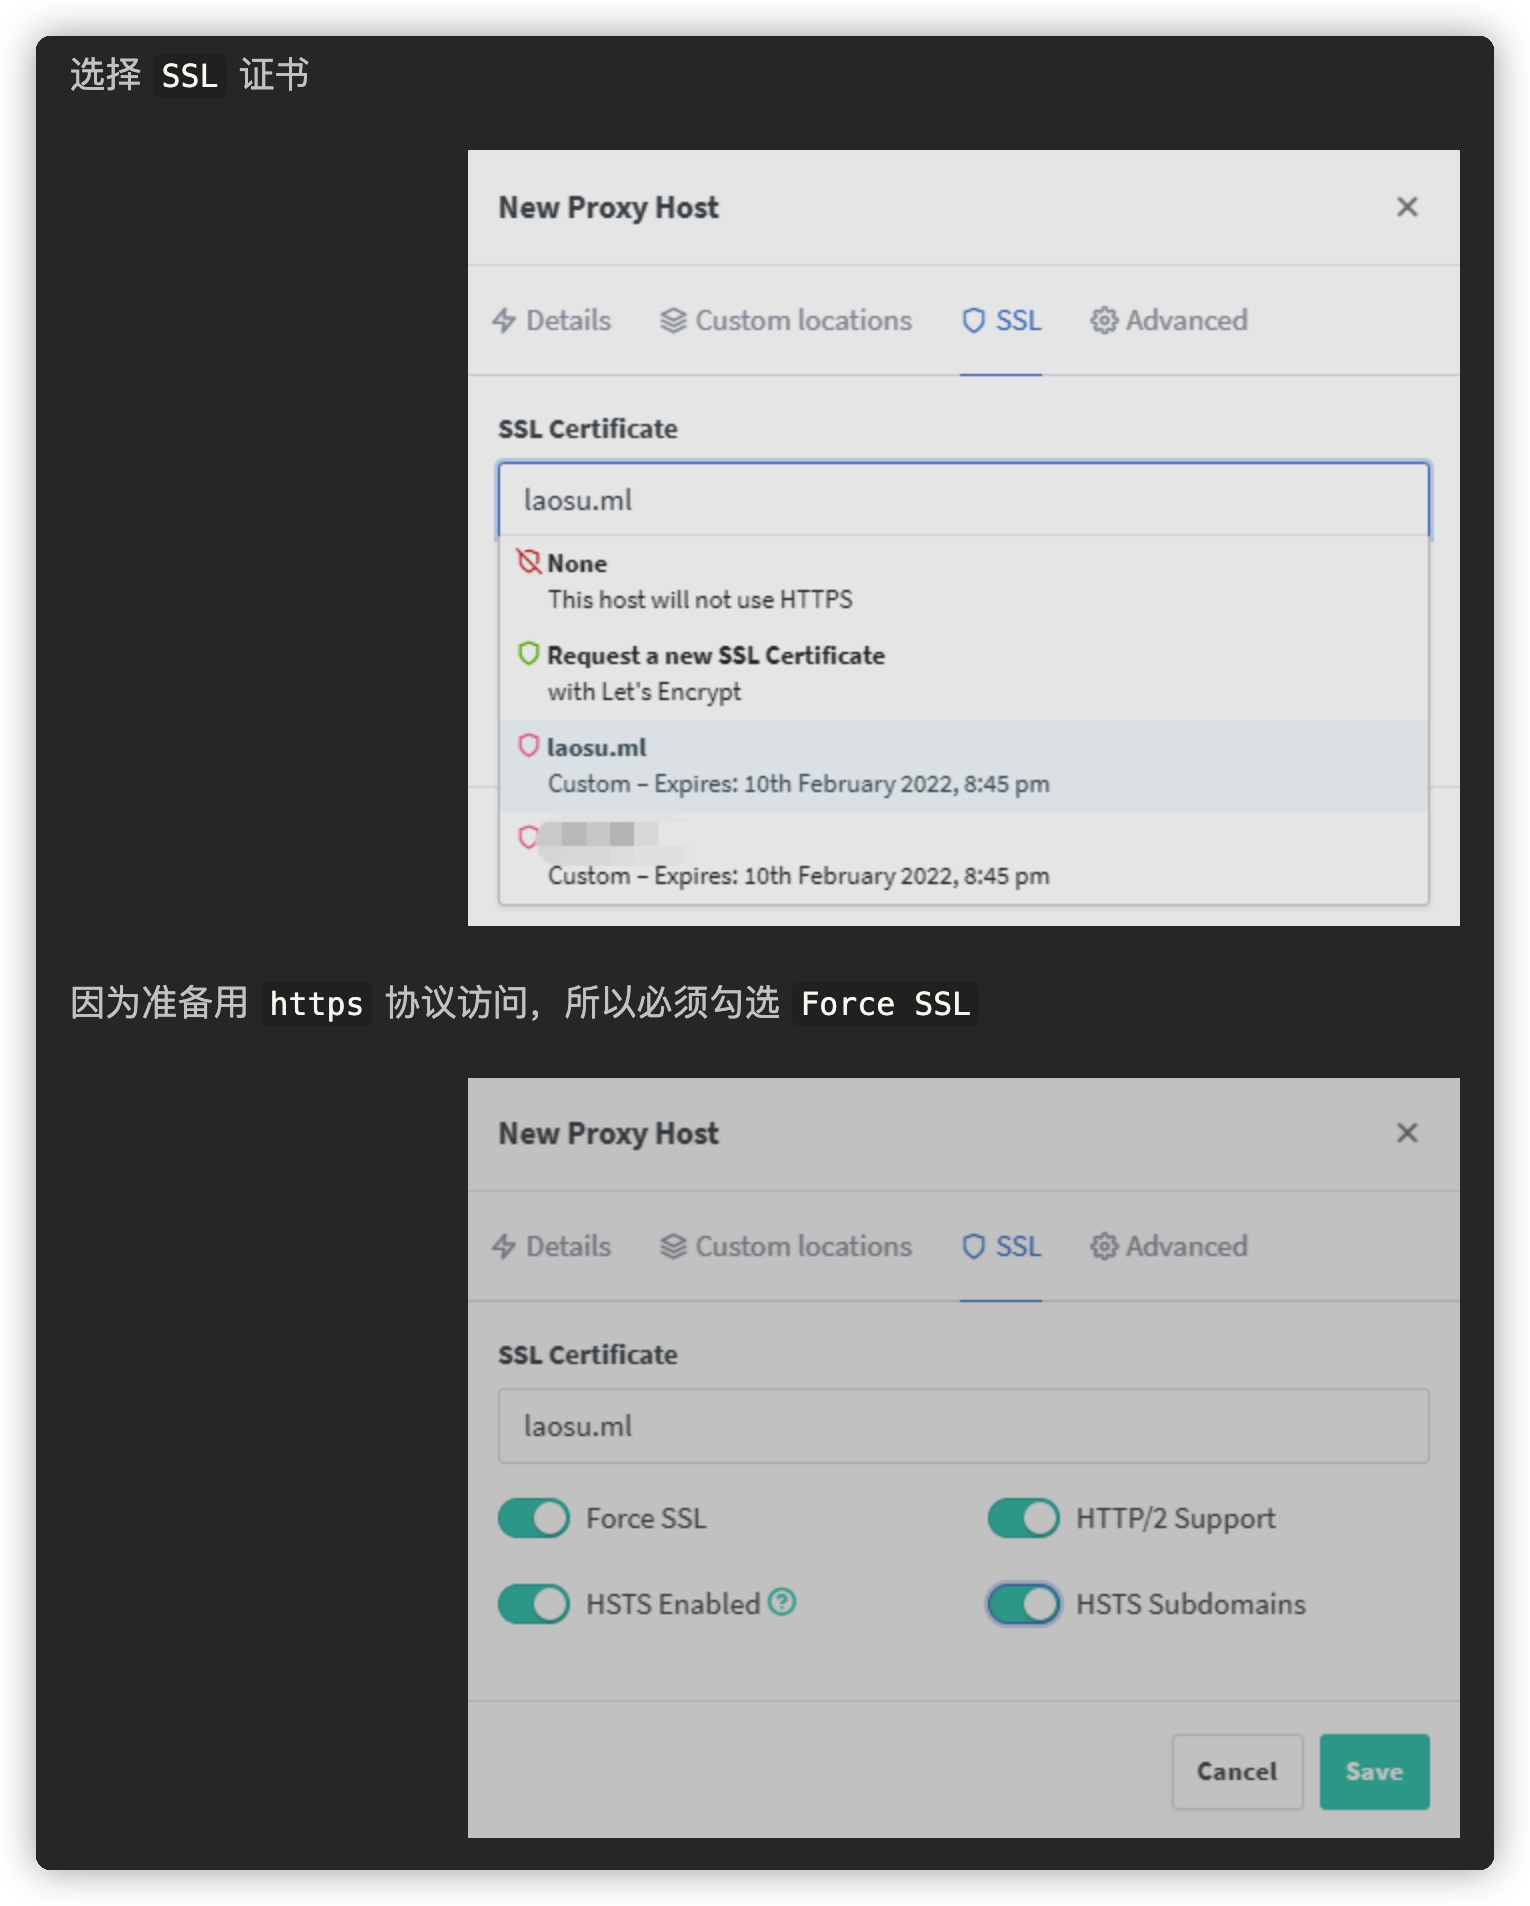 选择 SSL 证书
New Proxy Host
Details Custom locations SSL Advanced
SSL Certificate
laosu.ml
None
This host will not use HTTPS
Request a new SSL Certificate
with Let's Encrypt
laosu.ml
Custom – Expires: 10th February 2022, 8:45 pm
Custom – Expires: 10th February 2022, 8:45 pm
因为准备用 https 协议访问，所以必须勾选 Force SSL
New Proxy Host
Details Custom locations SSL Advanced
SSL Certificate
laosu.ml
Force SSL HTTP/2 Support
HSTS Enabled HSTS Subdomains
Cancel Save